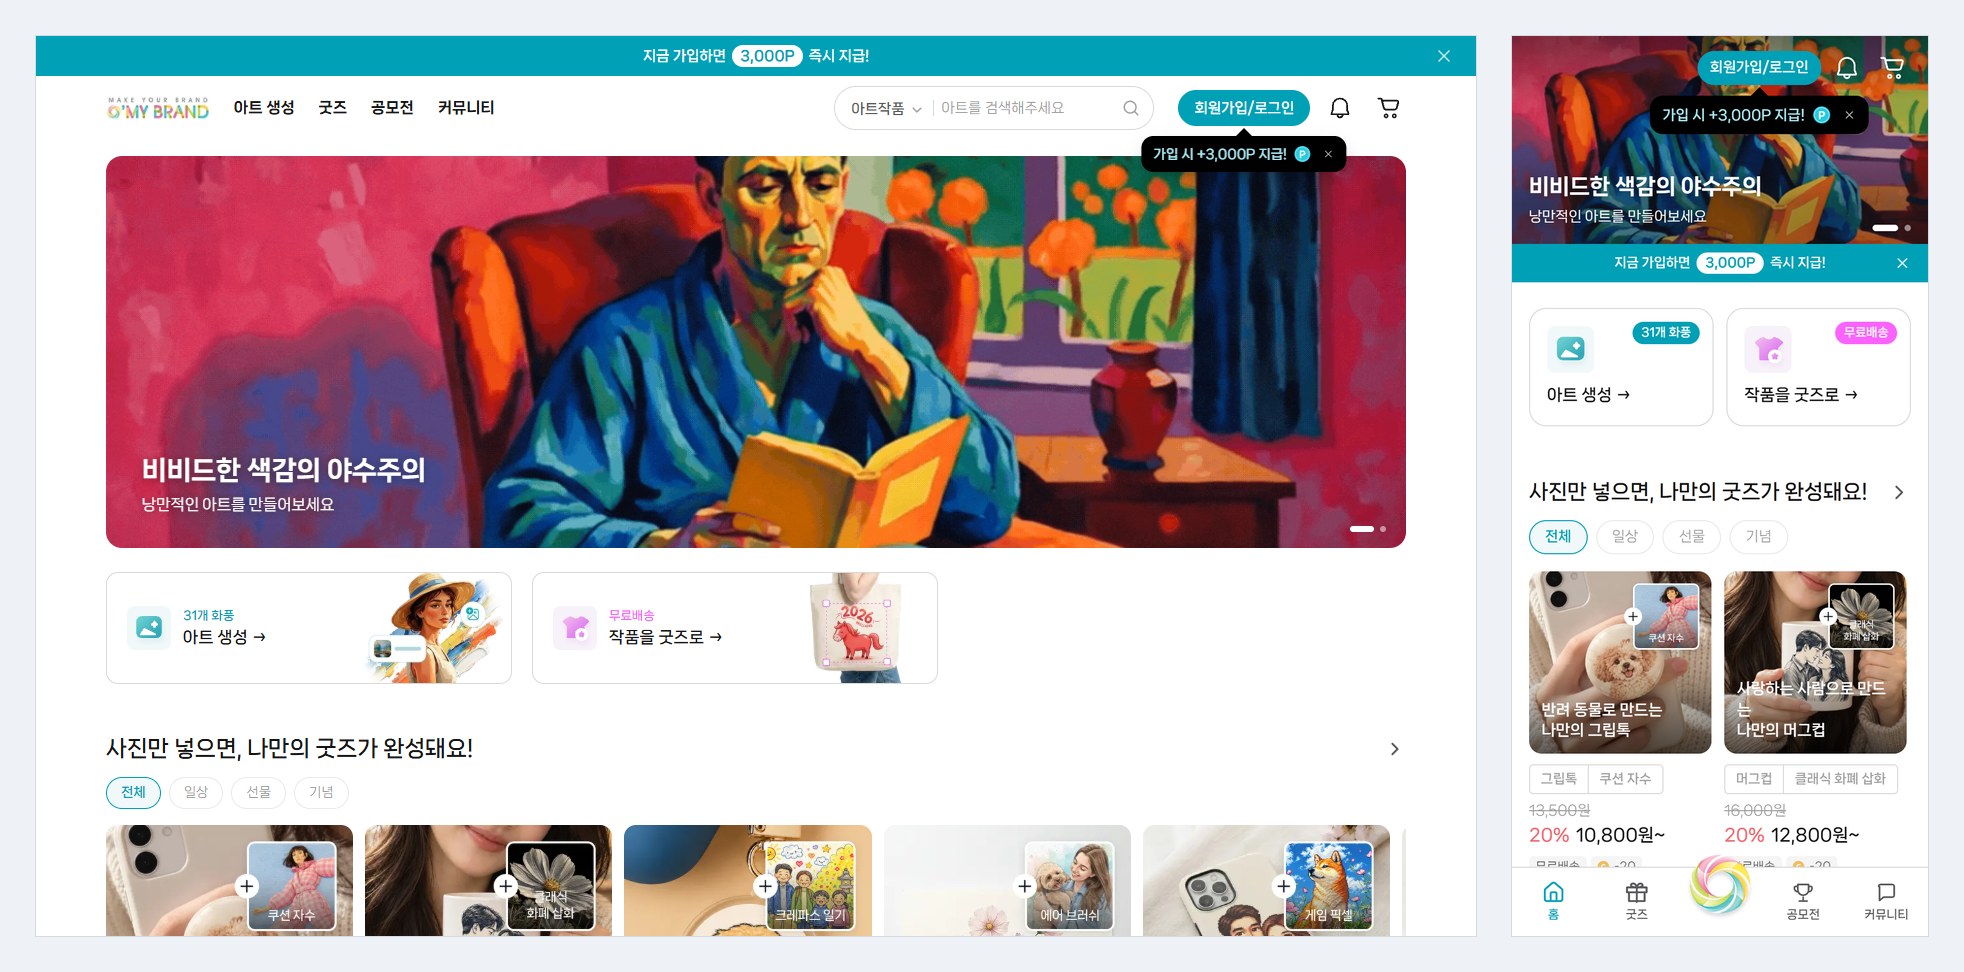 지금 가입하면 3,000P 즉시 지급!
MAKE YOUR BRAND
O'MY BRAND
아트 생성 굿즈 공모전 커뮤니티
아트작품 아트를 검색해주세요
회원가입/로그인
가입 시 +3,000P 지급! P
비비드한 색감의 야수주의
낭만적인 아트를 만들어보세요
31개 화풍
아트 생성 →
무료배송
작품을 굿즈로 →
2026
사진만 넣으면, 나만의 굿즈가 완성돼요!
전체 일상 선물 기념
쿠션 자수
클래식
화폐 삽화
크레파스 일기
에어 브러쉬
게임 픽셀
회원가입/로그인
가입 시 +3,000P 지급! P
비비드한 색감의 야수주의
낭만적인 아트를 만들어보세요
지금 가입하면 3,000P 즉시 지급!
31개 화풍
아트 생성 →
무료배송
작품을 굿즈로 →
사진만 넣으면, 나만의 굿즈가 완성돼요!
전체 일상 선물 기념
쿠션 자수
반려 동물로 만드는
나만의 그립톡
클래식
화폐 삽화
사랑하는 사람으로 만드
는
나만의 머그컵
그립톡 쿠션 자수
머그컵 클래식 화폐 삽화
13,500원
20% 10,800원~
16,000원
20% 12,800원~
무료배송 -20
-20
홈 굿즈 공모전 커뮤니티